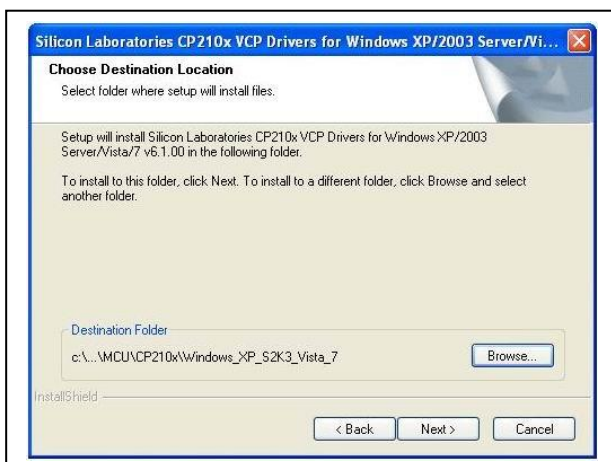 Silicon Laboratories CP210x VCP Drivers for Windows XP/2003 Server/Vi...
Choose Destination Location
Select folder where setup will install files.
Setup will install Silicon Laboratories CP210x VCP Drivers for Windows XP/2003
Server/Vista/7 v6.1.00 in the following folder.
To install to this folder, click Next. To install to a different folder, click Browse and select
another folder.
Destination Folder
c:\...\MCU\CP210x\Windows_XP_S2K3_Vista_7
Browse...
InstallShield
< Back
Next >
Cancel